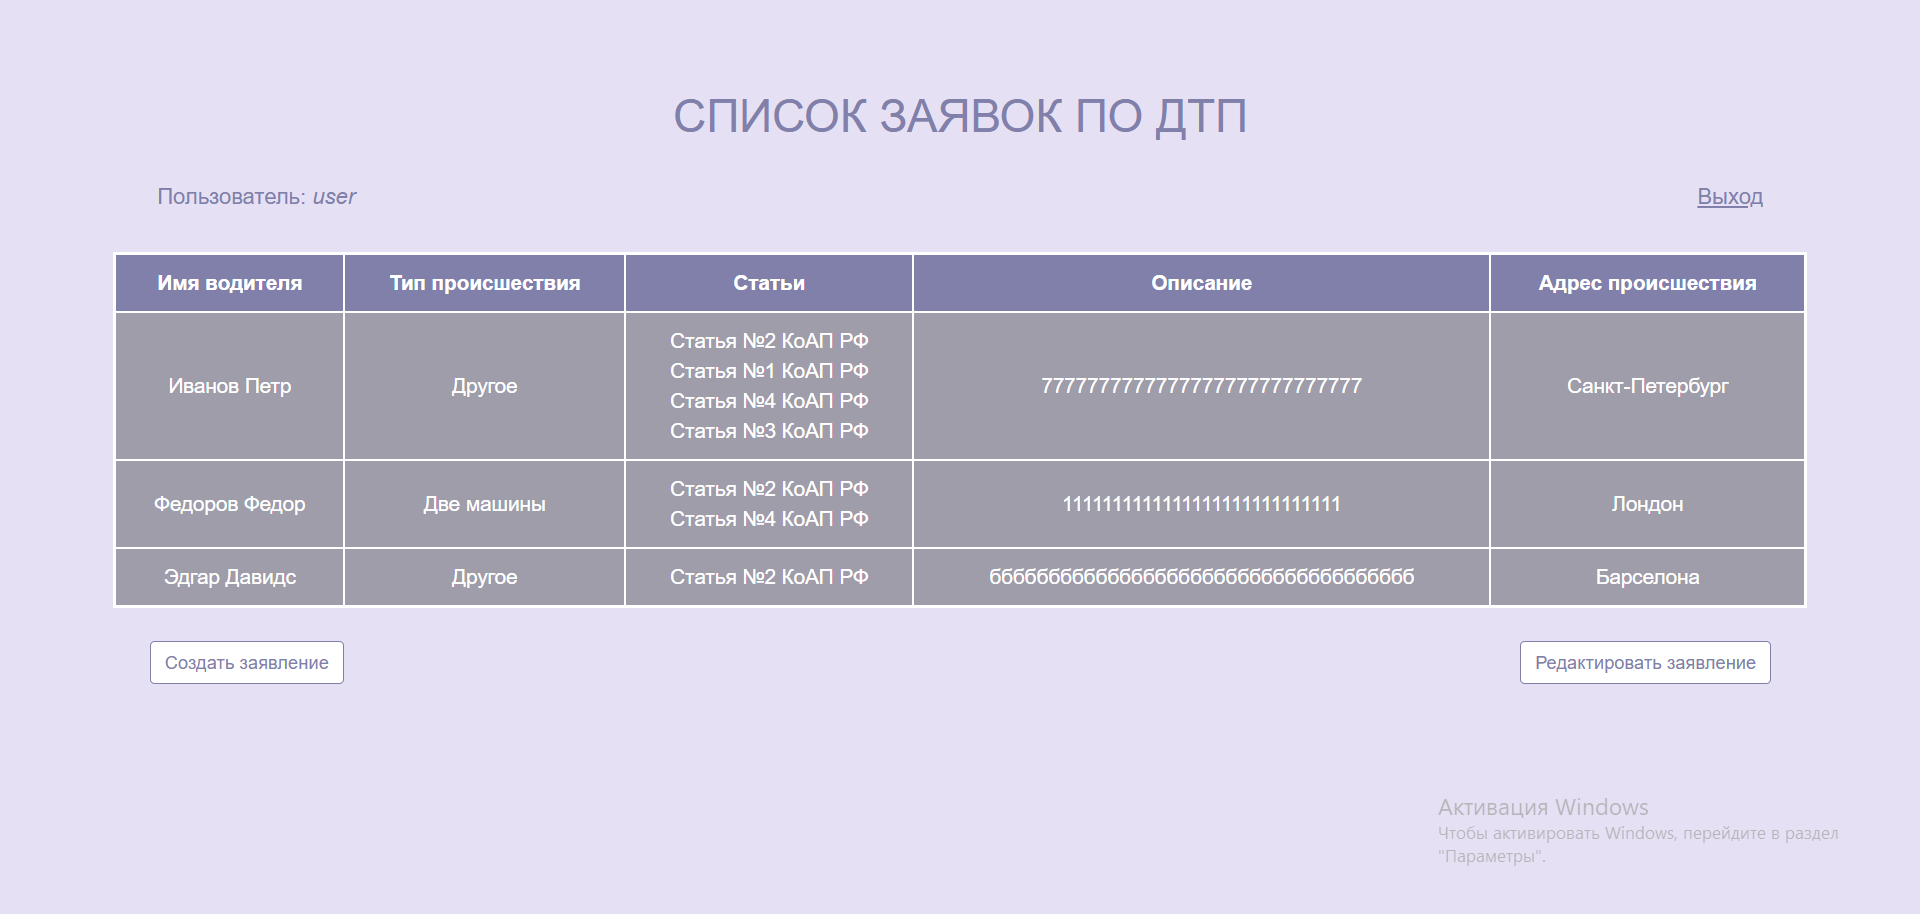 СПИСОК ЗАЯВОК ПО ДТП
Пользователь: user
Выход
Имя водителя Тип происшествия Статьи Описание Адрес происшествия
Статья №2 КоАП РФ
Статья №1 КоАП РФ
Иванов Петр Другое 7777777777777777777777777777 Санкт-Петербург
Статья №4 КоАП РФ
Статья №3 КоАП РФ
Статья №2 КоАП РФ
Федоров Федор Две машины 1111111111111111111111111111 Лондон
Статья №4 КоАП РФ
Эдгар Давидс Другое Статья №2 КоАП РФ бббббббббббббббббббббббббббббббббббб Барселона
Создать заявление
Редактировать заявление
Активация Windows
Чтобы активировать Windows, перейдите в раздел
"Параметры".